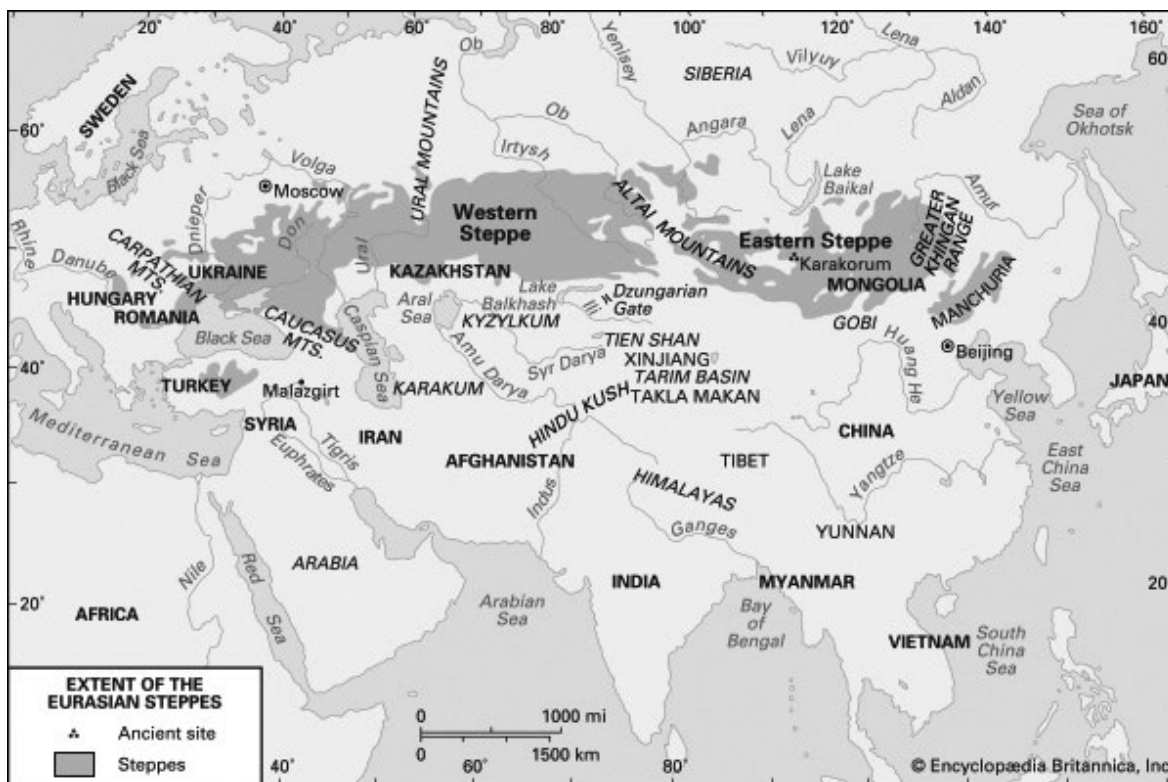 20° 40° 60° 80° 100° 120° 140° 160°
60°
60°
40°
40°
20°
20°
40° 60° 80°
SWEDEN
Black Sea
Ob
Yenisey
Lena
Vilyuy
SIBERIA
Aldan
Sea of
Okhotsk
URAL MOUNTAINS
Ob
Angara
Lena
Irtysh
Volga
Moscow
Lake
Baikal
Amur
Rhine
Dnieper
Don
Ural
Western
Steppe
ALTAI MOUNTAINS
Eastern Steppe
Karakorum
GREATER
KHINGAN
RANGE
CARPATHIAN
MTS.
Danube
UKRAINE
KAZAKHSTAN
MONGOLIA
MANCHURIA
HUNGARY
ROMANIA
Aral
Sea
Lake
Balkhash
Ili
Dzungarian
Gate
KYZYLKUM
GOBI
Black Sea
CAUCASUS
MTS.
Caspian Sea
Amu Darya
Syr Darya
TIEN SHAN
XINJIANG
TARIM BASIN
TAKLA MAKAN
Huang He
Beijing
TURKEY
Malazgirt
KARAKUM
HINDU KUSH
Yellow
Sea
JAPAN
Mediterranean Sea
SYRIA
Euphrates
Tigris
IRAN
AFGHANISTAN
TIBET
CHINA
Yangtze
East
China
Sea
Indus
HIMALAYAS
Ganges
YUNNAN
Nile
Red
Sea
ARABIA
AFRICA
Arabian
Sea
INDIA
MYANMAR
Bay
of
Bengal
VIETNAM
South
China
Sea
EXTENT OF THE
EURASIAN STEPPES
Ancient site
Steppes
0 1000 mi
0 1500 km
© Encyclopædia Britannica, Inc